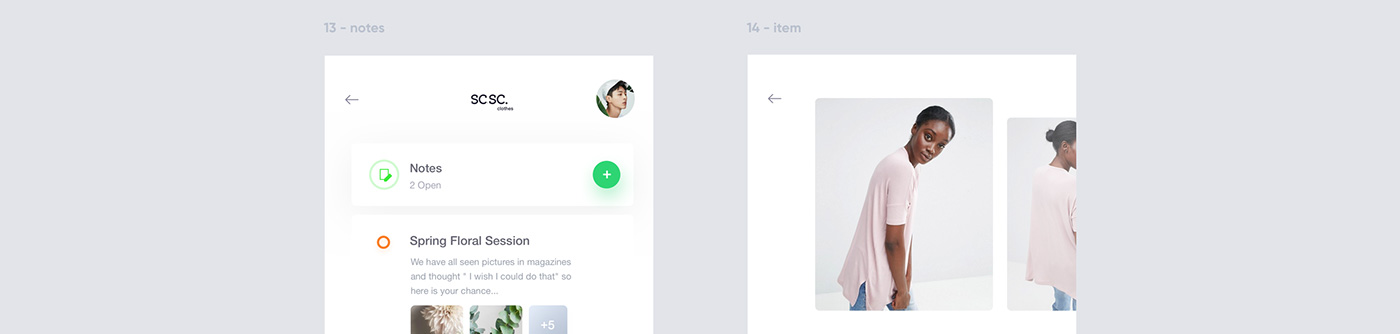 13 - notes
14 - item
SCSC.
clothes
Notes
2 Open
+
Spring Floral Session
We have all seen pictures in magazines
and thought " I wish I could do that" so
here is your chance...
+5